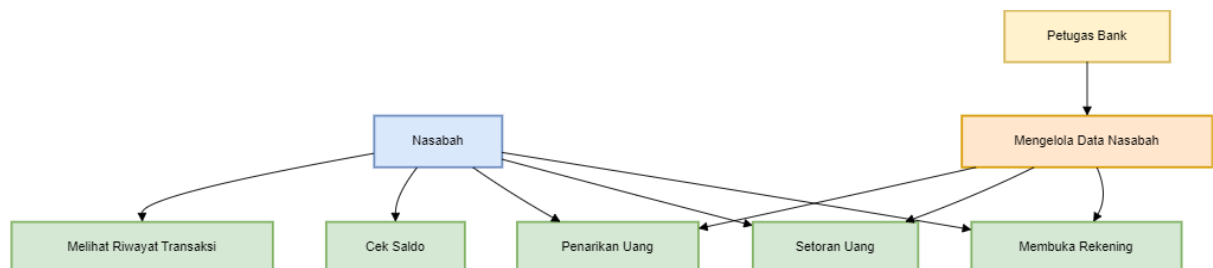 Petugas Bank
Nasabah
Mengelola Data Nasabah
Melihat Riwayat Transaksi
Cek Saldo
Penarikan Uang
Setoran Uang
Membuka Rekening